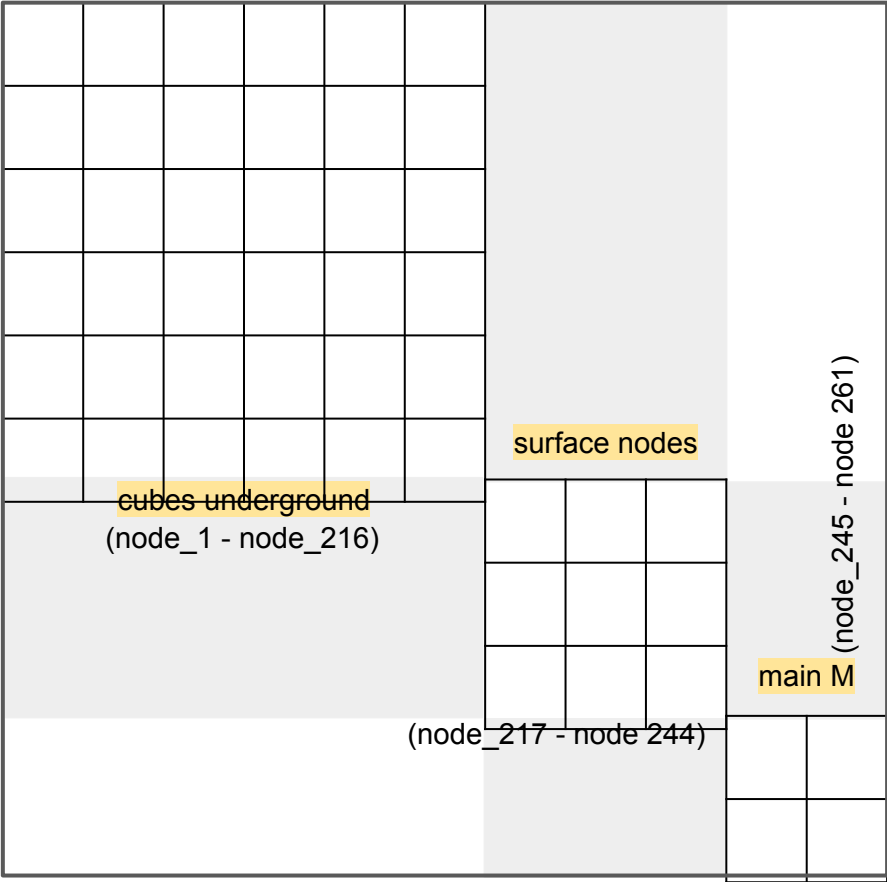 surface nodes
cubes underground
(node_1 - node_216)
(node_245 - node 261)
main M
(node_217 - node 244)